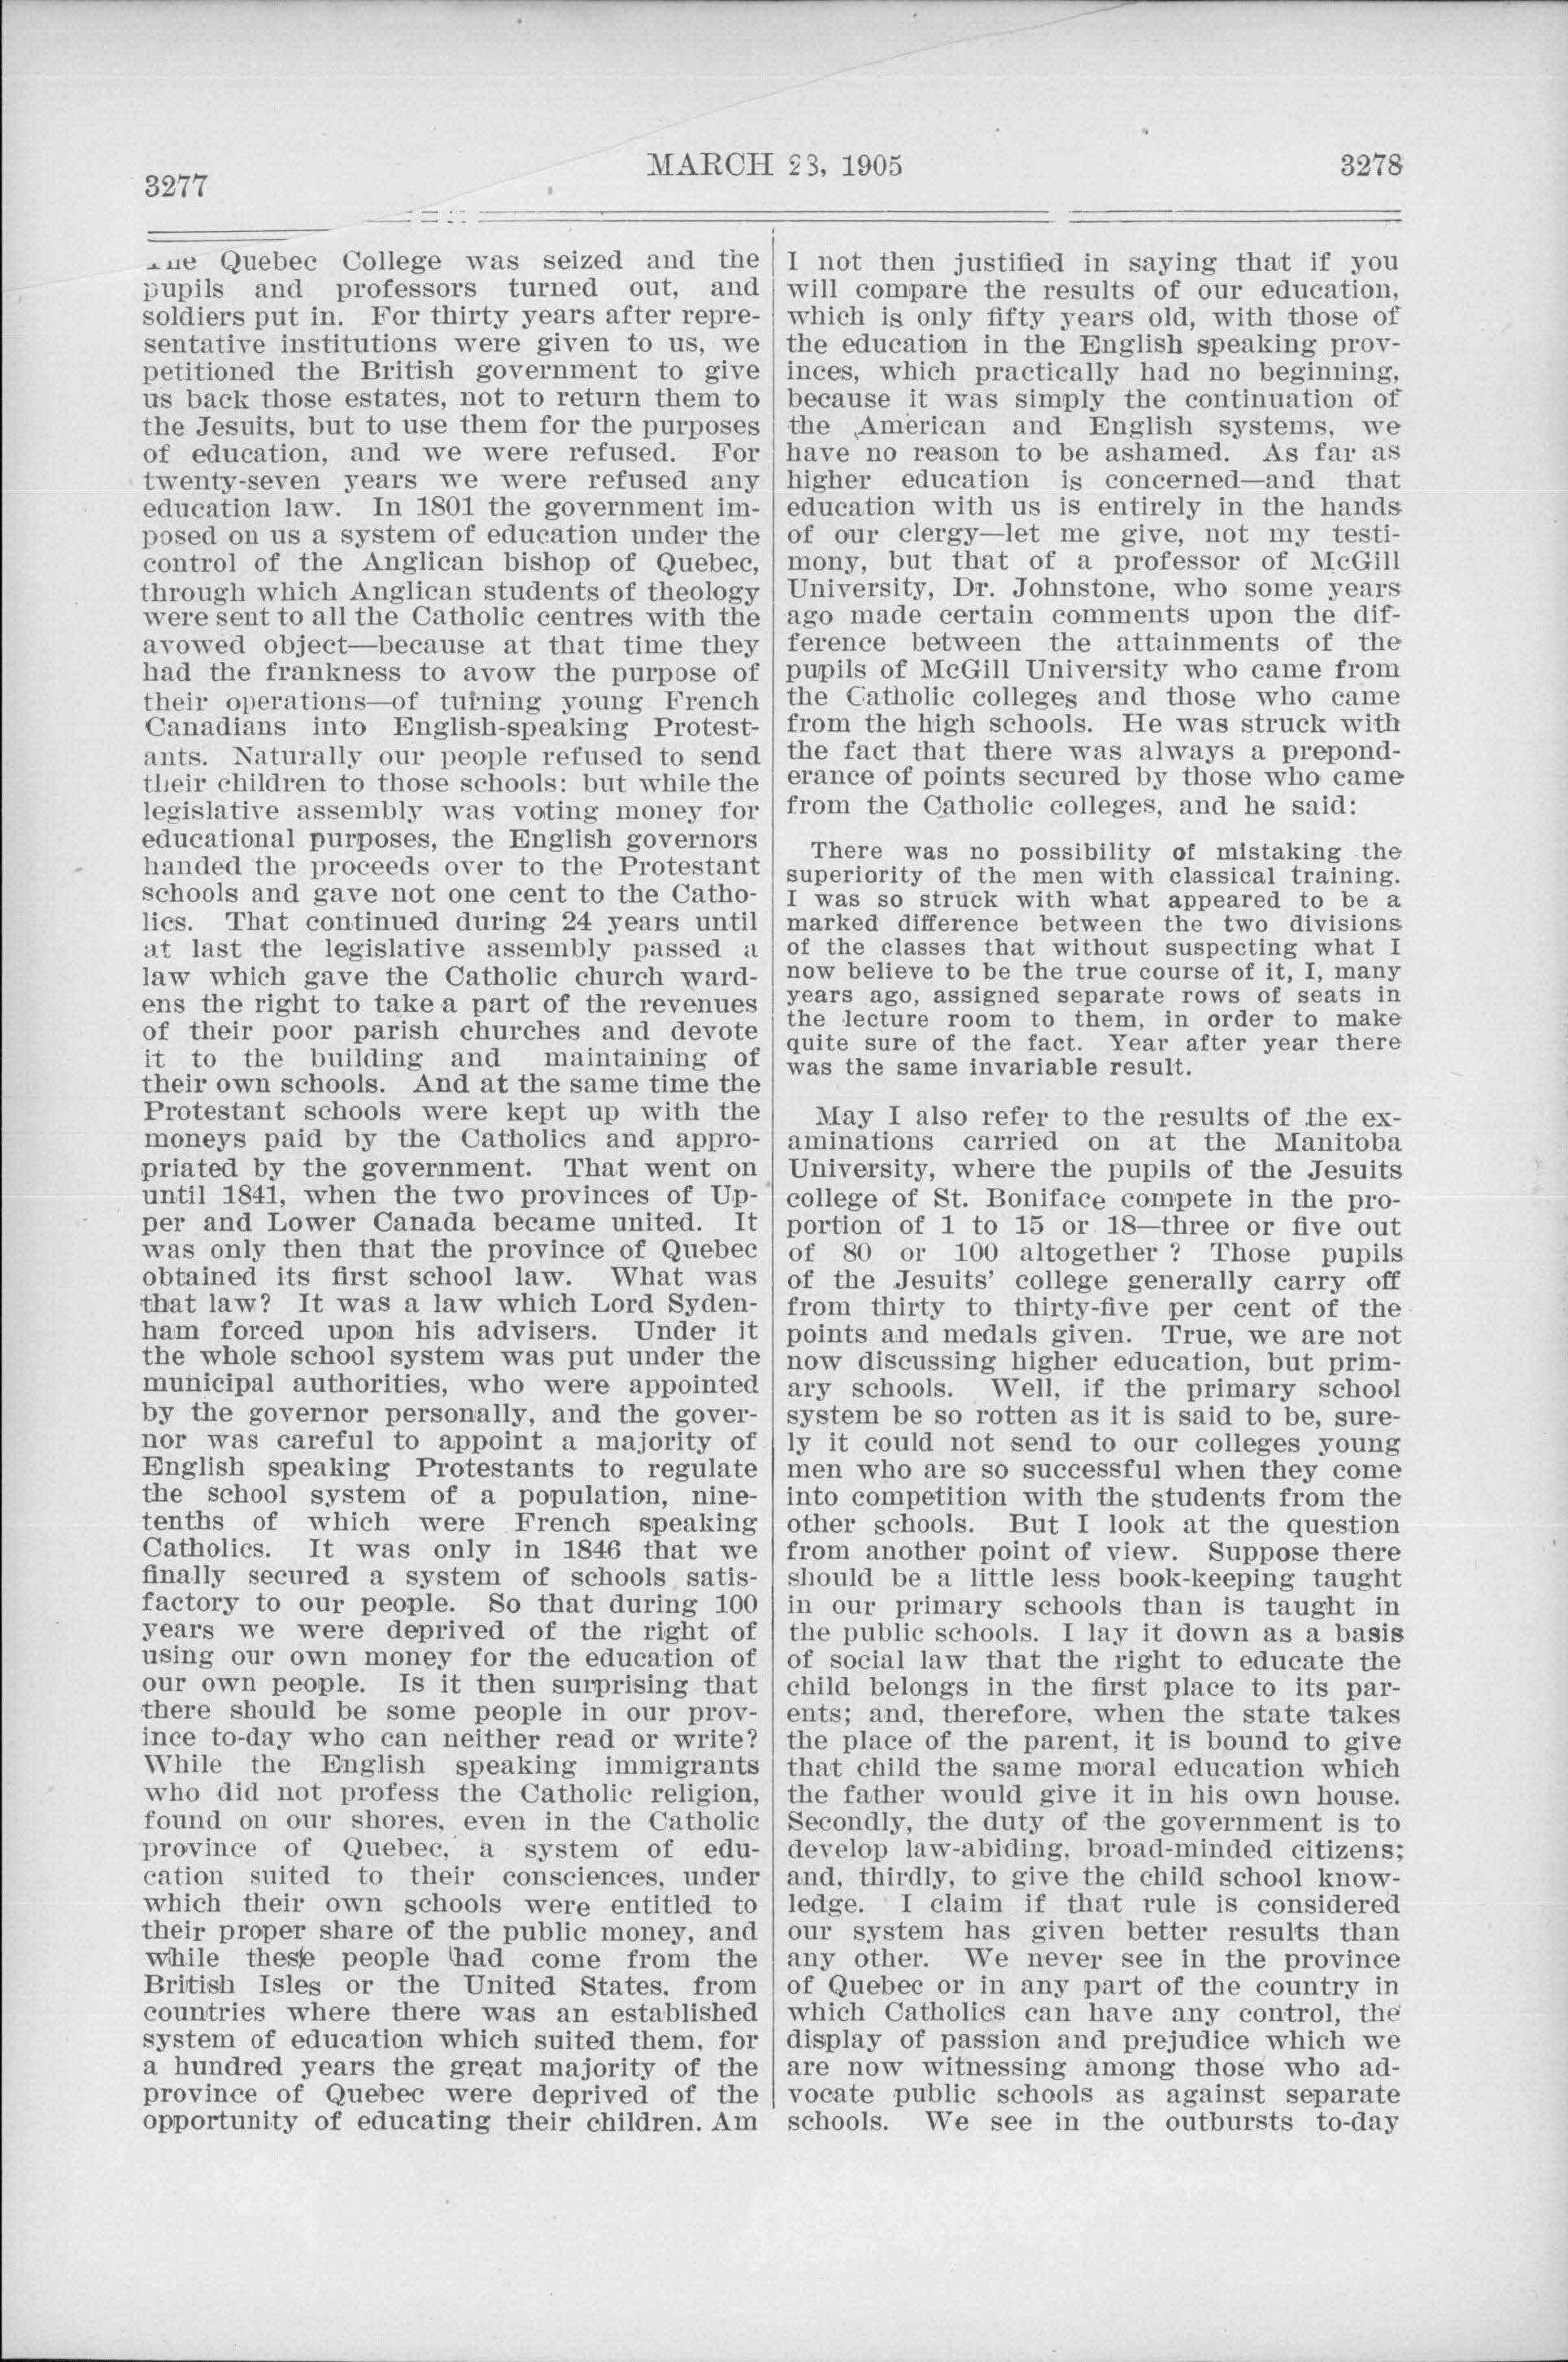 3277
MARCH 23, 1905
3278
The Quebec College was seized and the
pupils and professors turned out, and
soldiers put in. For thirty years after repre-
sentative institutions were given to us, we
petitioned the British government to give
us back those estates, not to return them to
the Jesuits, but to use them for the purposes
of education, and we were refused. For
twenty-seven years we were refused any
education law. In 1801 the government im-
posed on us a system of education under the
control of the Anglican bishop of Quebec,
through which Anglican students of theology
were sent to all the Catholic centres with the
avowed object—because at that time they
had the frankness to avow the purpose of
their operations—of turning young French
Canadians into English-speaking Protest-
ants. Naturally our people refused to send
their children to those schools: but while the
legislative assembly was voting money for
educational purposes, the English governors
handed the proceeds over to the Protestant
schools and gave not one cent to the Catho-
lics. That continued during 24 years until
at last the legislative assembly passed a
law which gave the Catholic church ward-
ens the right to take a part of the revenues
of their poor parish churches and devote
it to the building and maintaining of
their own schools. And at the same time the
Protestant schools were kept up with the
moneys paid by the Catholics and appro-
priated by the government. That went on
until 1841, when the two provinces of Up-
per and Lower Canada became united. It
was only then that the province of Quebec
obtained its first school law. What was
that law? It was a law which Lord Syden-
ham forced upon his advisers. Under it
the whole school system was put under the
municipal authorities, who were appointed
by the governor personally, and the gover-
nor was careful to appoint a majority of
English speaking Protestants to regulate
the school system of a population, nine-
tenths of which were French speaking
Catholics. It was only in 1846 that we
finally secured a system of schools satis-
factory to our people. So that during 100
years we were deprived of the right of
using our own money for the education of
our own people. Is it then surprising that
there should be some people in our prov-
ince to-day who can neither read or write?
While the English speaking immigrants
who did not profess the Catholic religion,
found on our shores, even in the Catholic
province of Quebec, a system of edu-
cation suited to their consciences, under
which their own schools were entitled to
their proper share of the public money, and
while these people had come from the
British Isles or the United States, from
countries where there was an established
system of education which suited them, for
a hundred years the great majority of the
province of Quebec were deprived of the
opportunity of educating their children. Am
I not then justified in saying that if you
will compare the results of our education,
which is only fifty years old, with those of
the education in the English speaking prov-
inces, which practically had no beginning,
because it was simply the continuation of
the American and English systems, we
have no reason to be ashamed. As far as
higher education is concerned—and that
education with us is entirely in the hands
of our clergy—let me give, not my testi-
mony, but that of a professor of McGill
University, Dr. Johnstone, who some years
ago made certain comments upon the dif-
ference between the attainments of the
pupils of McGill University who came from
the Catholic colleges and those who came
from the high schools. He was struck with
the fact that there was always a prepond-
erance of points secured by those who came
from the Catholic colleges, and he said:
There was no possibility of mistaking the
superiority of the men with classical training.
I was so struck with what appeared to be a
marked difference between the two divisions
of the classes that without suspecting what I
now believe to be the true course of it, I, many
years ago, assigned separate rows of seats in
the lecture room to them, in order to make
quite sure of the fact. Year after year there
was the same invariable result.
May I also refer to the results of the ex-
aminations carried on at the Manitoba
University, where the pupils of the Jesuits
college of St. Boniface compete in the pro-
portion of 1 to 15 or 18—three or five out
of 80 or 100 altogether ? Those pupils
of the Jesuits' college generally carry off
from thirty to thirty-five per cent of the
points and medals given. True, we are not
now discussing higher education, but prim-
ary schools. Well, if the primary school
system be so rotten as it is said to be, sure-
ly it could not send to our colleges young
men who are so successful when they come
into competition with the students from the
other schools. But I look at the question
from another point of view. Suppose there
should be a little less book-keeping taught
in our primary schools than is taught in
the public schools. I lay it down as a basis
of social law that the right to educate the
child belongs in the first place to its par-
ents; and, therefore, when the state takes
the place of the parent, it is bound to give
that child the same moral education which
the father would give it in his own house.
Secondly, the duty of the government is to
develop law-abiding, broad-minded citizens;
and, thirdly, to give the child school know-
ledge. I claim if that rule is considered
our system has given better results than
any other. We never see in the province
of Quebec or in any part of the country in
which Catholics can have any control, the
display of passion and prejudice which we
are now witnessing among those who ad-
vocate public schools as against separate
schools. We see in the outbursts to-day